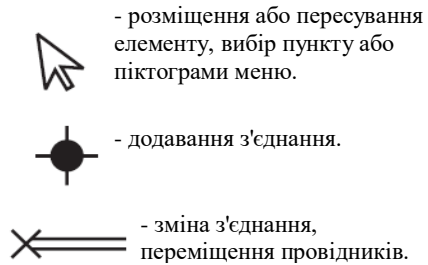 - розміщення або пересування
елементу, вибір пункту або
піктограми меню.
- додавання з'єднання.
- зміна з'єднання,
переміщення провідників.